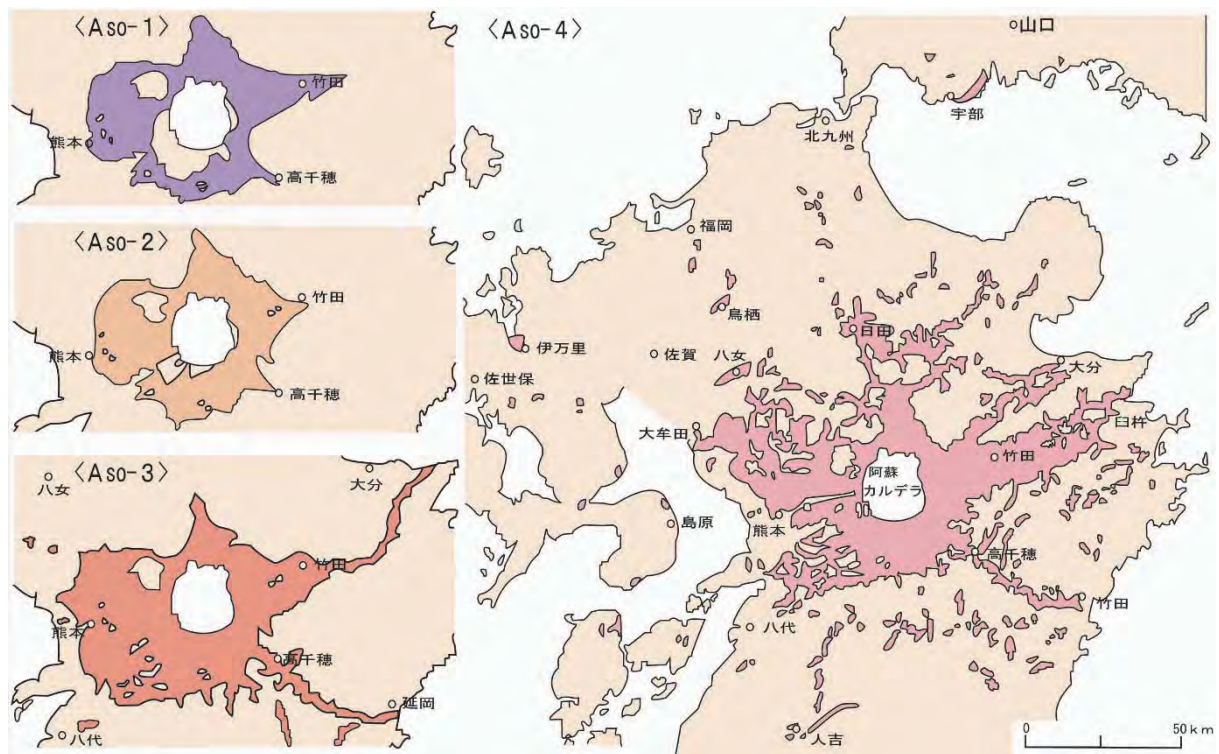 〈Aso-1〉
竹田
熊本
高千穂
〈Aso-2〉
竹田
熊本
高千穂
〈Aso-3〉
八女
大分
竹田
熊本
高千穂
延岡
八代
〈Aso-4〉
山口
宇部
北九州
福岡
鳥栖
日田
伊万里
佐賀
八女
大分
佐世保
臼杵
大牟田
竹田
阿蘇
カルデラ
島原
熊本
高千穂
竹田
八代
人吉
0 50km